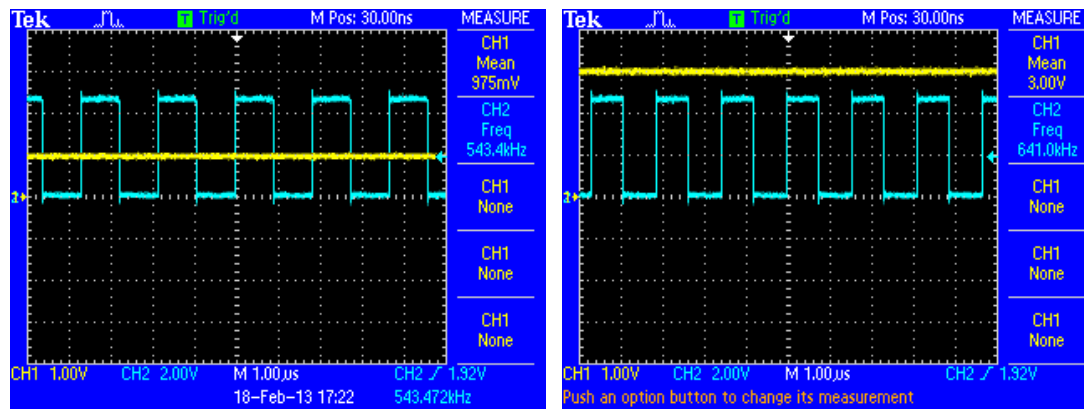 Tek Trig'd M Pos: 30.00ns MEASURE
CH1
Mean
975mV
CH2
Freq
543.4kHz
CH1
None
CH1
None
CH1
None
2
CH1 1.00V CH2 2.00V M 1.00µs CH2 1.92V
18-Feb-13 17:22 543.472kHz
Tek Trig'd M Pos: 30.00ns MEASURE
CH1
Mean
3.00V
CH2
Freq
641.0kHz
CH1
None
CH1
None
CH1
None
2
CH1 1.00V CH2 2.00V M 1.00µs CH2 1.92V
Push an option button to change its measurement